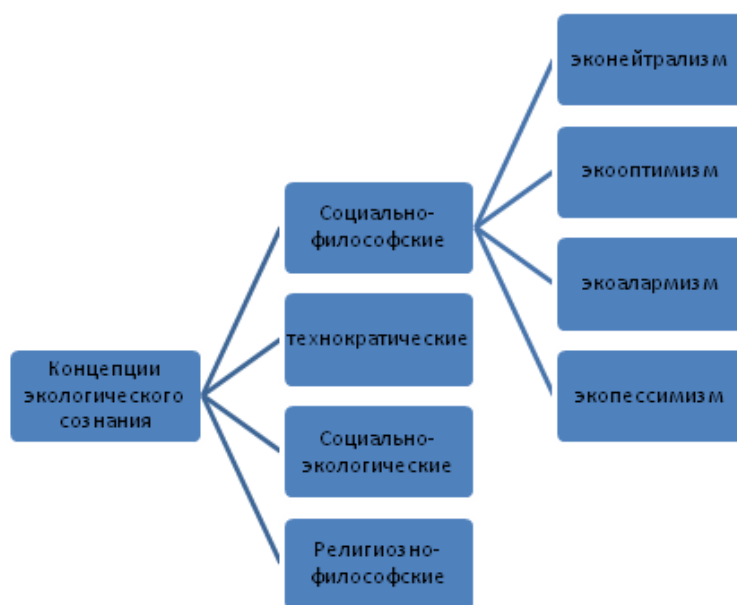 Концепции
экологического
сознания
Социально-
философские
технократические
Социально-
экологические
Религиозно-
философские
эконейтрализм
экооптимизм
экоалармизм
экопессимизм